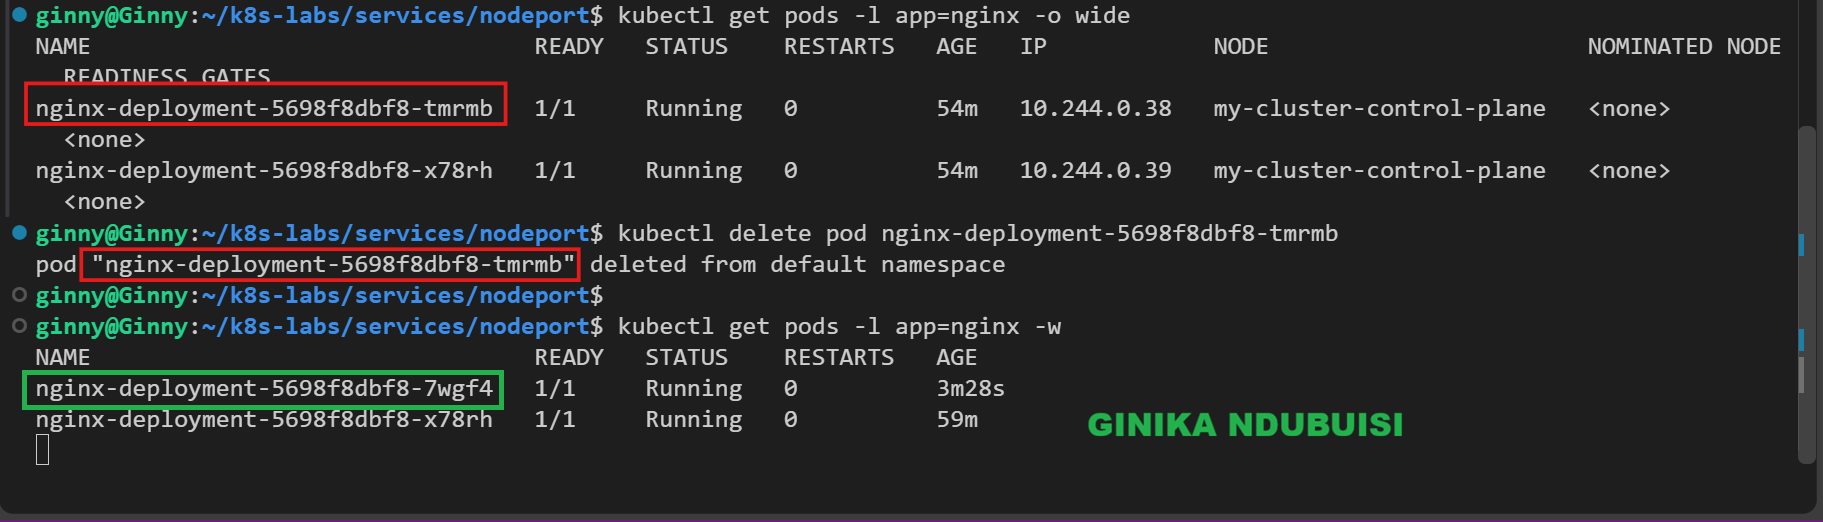 ginny@Ginny:~/k8s-labs/services/nodeport$ kubectl get pods -l app=nginx -o wide
NAME                                READY   STATUS    RESTARTS   AGE   IP            NODE                       NOMINATED NODE
  READINESS GATES
nginx-deployment-5698f8dbf8-tmrmb   1/1     Running   0          54m   10.244.0.38   my-cluster-control-plane   <none>
  <none>
nginx-deployment-5698f8dbf8-x78rh   1/1     Running   0          54m   10.244.0.39   my-cluster-control-plane   <none>
  <none>
ginny@Ginny:~/k8s-labs/services/nodeport$ kubectl delete pod nginx-deployment-5698f8dbf8-tmrmb
pod "nginx-deployment-5698f8dbf8-tmrmb" deleted from default namespace
ginny@Ginny:~/k8s-labs/services/nodeport$
ginny@Ginny:~/k8s-labs/services/nodeport$ kubectl get pods -l app=nginx -w
NAME                                READY   STATUS    RESTARTS   AGE
nginx-deployment-5698f8dbf8-7wgf4   1/1     Running   0          3m28s
nginx-deployment-5698f8dbf8-x78rh   1/1     Running   0          59m
GINIKA NDUBUISI